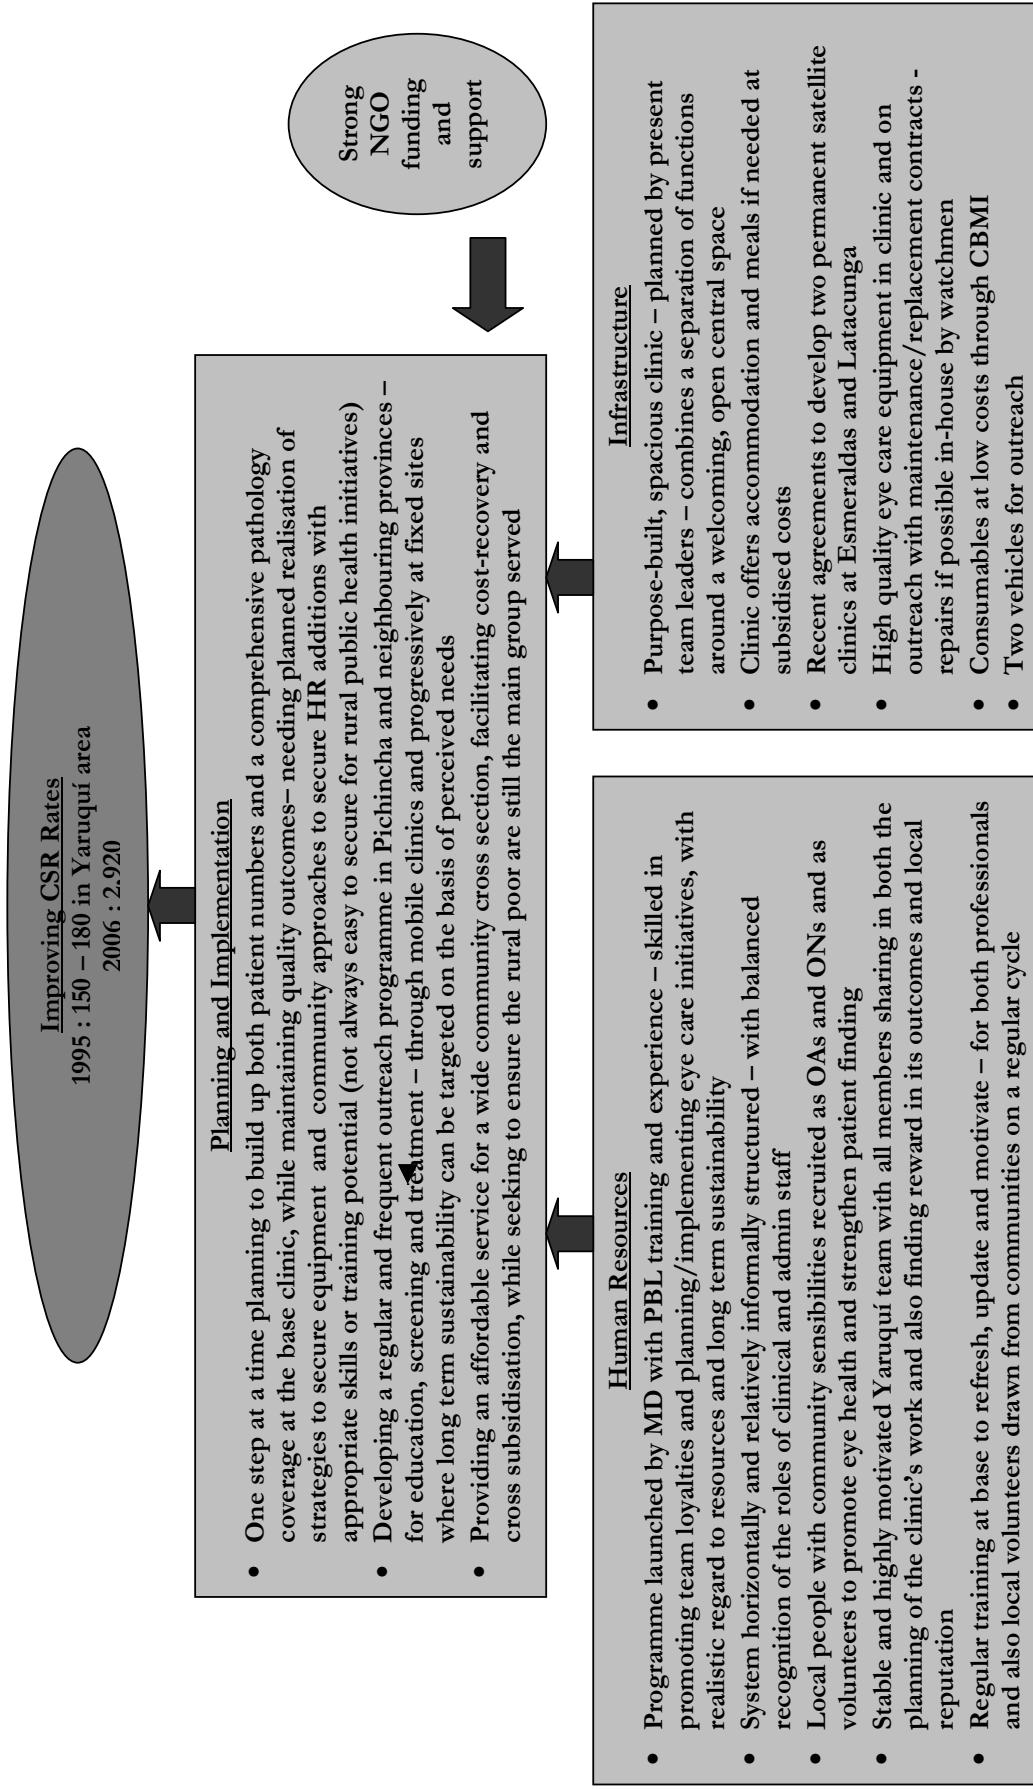 Improving CSR Rates
1995 : 150 – 180 in Yaruquí area
2006 : 2.920
Planning and Implementation
• One step at a time planning to build up both patient numbers and a comprehensive pathology
coverage at the base clinic, while maintaining quality outcomes– needing planned realisation of
strategies to secure equipment and community approaches to secure HR additions with
appropriate skills or training potential (not always easy to secure for rural public health initiatives)
• Developing a regular and frequent outreach programme in Pichincha and neighbouring provinces –
for education, screening and treatment – through mobile clinics and progressively at fixed sites
where long term sustainability can be targeted on the basis of perceived needs
• Providing an affordable service for a wide community cross section, facilitating cost-recovery and
cross subsidisation, while seeking to ensure the rural poor are still the main group served
Strong
NGO
funding
and
support
Human Resources
• Programme launched by MD with PBL training and experience – skilled in
promoting team loyalties and planning/implementing eye care initiatives, with
realistic regard to resources and long term sustainability
• System horizontally and relatively informally structured – with balanced
recognition of the roles of clinical and admin staff
• Local people with community sensibilities recruited as OAs and ONs and as
volunteers to promote eye health and strengthen patient finding
• Stable and highly motivated Yaruquí team with all members sharing in both the
planning of the clinic's work and also finding reward in its outcomes and local
reputation
• Regular training at base to refresh, update and motivate – for both professionals
and also local volunteers drawn from communities on a regular cycle
Infrastructure
• Purpose-built, spacious clinic – planned by present
team leaders – combines a separation of functions
around a welcoming, open central space
• Clinic offers accommodation and meals if needed at
subsidised costs
• Recent agreements to develop two permanent satellite
clinics at Esmeraldas and Latacunga
• High quality eye care equipment in clinic and on
outreach with maintenance/replacement contracts -
repairs if possible in-house by watchmen
• Consumables at low costs through CBMI
• Two vehicles for outreach